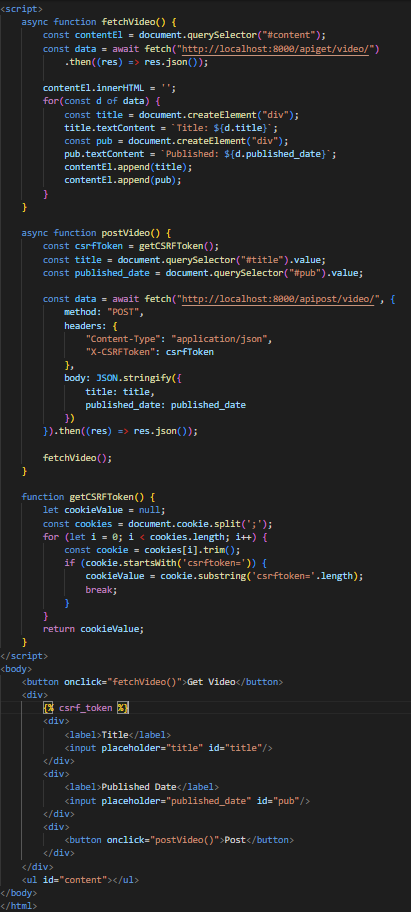 <script>
    async function fetchVideo() {
        const contentEl = document.querySelector("#content");
        const data = await fetch("http://localhost:8000/apiget/video/")
            .then((res) => res.json());

        contentEl.innerHTML = '';
        for(const d of data) {
            const title = document.createElement("div");
            title.textContent = `Title: ${d.title}`;
            const pub = document.createElement("div");
            pub.textContent = `Published: ${d.published_date}`;
            contentEl.append(title);
            contentEl.append(pub);
        }
    }

    async function postVideo() {
        const csrfToken = getCSRFToken();
        const title = document.querySelector("#title").value;
        const published_date = document.querySelector("#pub").value;

        const data = await fetch("http://localhost:8000/apipost/video/", {
            method: "POST",
            headers: {
                "Content-Type": "application/json",
                "X-CSRFToken": csrfToken
            },
            body: JSON.stringify({
                title: title,
                published_date: published_date
            })
        }).then((res) => res.json());

        fetchVideo();
    }

    function getCSRFToken() {
        let cookieValue = null;
        const cookies = document.cookie.split(';');
        for (let i = 0; i < cookies.length; i++) {
            const cookie = cookies[i].trim();
            if (cookie.startsWith('csrftoken=')) {
                cookieValue = cookie.substring('csrftoken='.length);
                break;
            }
        }
        return cookieValue;
    }
</script>
<body>
    <button onclick="fetchVideo()">Get Video</button>
    <div>
        {% csrf_token %}
        <div>
            <label>Title</label>
            <input placeholder="title" id="title"/>
        </div>
        <div>
            <label>Published Date</label>
            <input placeholder="published_date" id="pub"/>
        </div>
        <div>
            <button onclick="postVideo()">Post</button>
        </div>
    </div>
    <ul id="content"></ul>
</body>
</html>